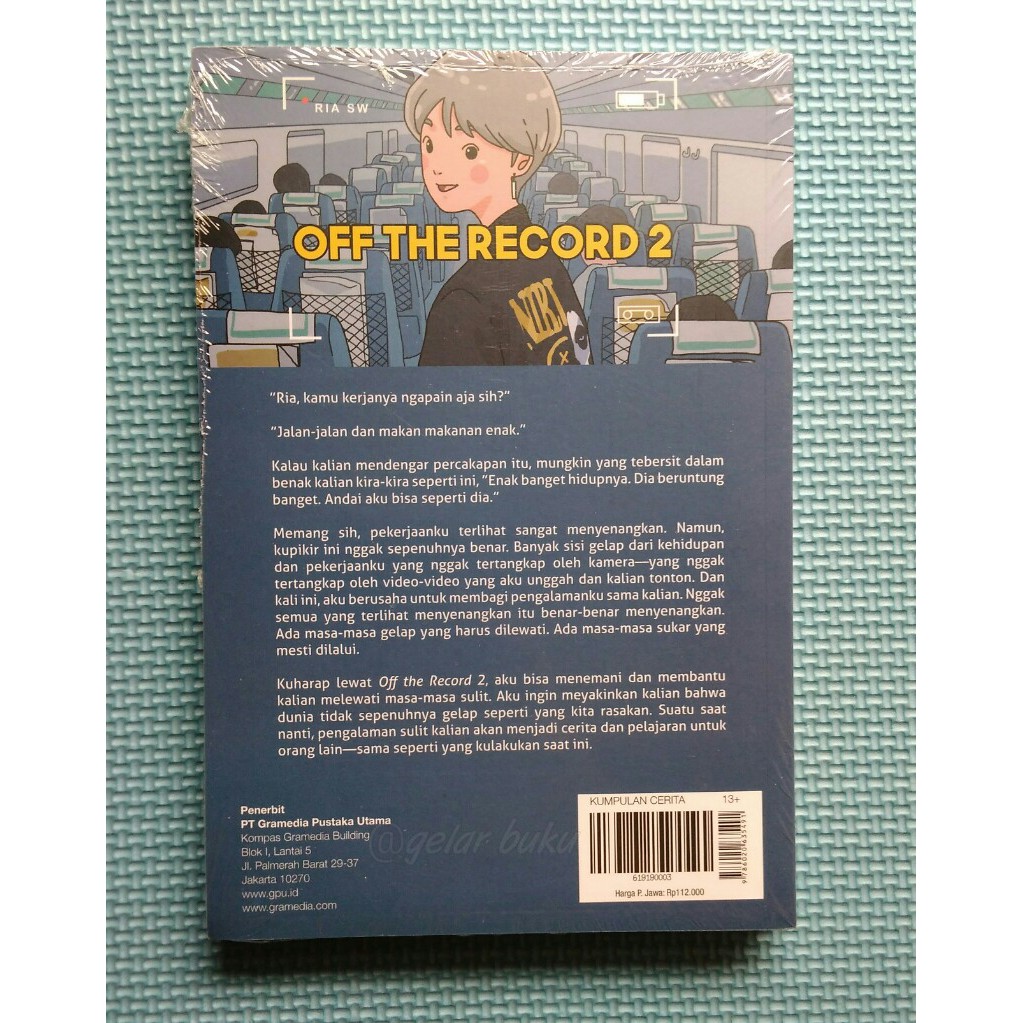 RIA SW
OFF THE RECORD 2
"Ria, kamu kerjanya ngapain aja sih?"
"Jalan-jalan dan makan makanan enak."
Kalau kalian mendengar percakapan itu, mungkin yang tebersit dalam
benak kalian kira-kira seperti ini, "Enak banget hidupnya. Dia beruntung
banget. Andai aku bisa seperti dia."
Memang sih, pekerjaanku terlihat sangat menyenangkan. Namun,
kupikir ini nggak sepenuhnya benar. Banyak sisi gelap dari kehidupan
dan pekerjaanku yang nggak tertangkap oleh kamera—yang nggak
tertangkap oleh video-video yang aku unggah dan kalian tonton. Dan
kali ini, aku berusaha untuk membagi pengalamanku sama kalian. Nggak
semua yang terlihat menyenangkan itu benar-benar menyenangkan.
Ada masa-masa gelap yang harus dilewati. Ada masa-masa sukar yang
mesti dilalui.
Kuharap lewat Off the Record 2, aku bisa menemani dan membantu
kalian melewati masa-masa sulit. Aku ingin meyakinkan kalian bahwa
dunia tidak sepenuhnya gelap seperti yang kita rasakan. Suatu saat
nanti, pengalaman sulit kalian akan menjadi cerita dan pelajaran untuk
orang lain—sama seperti yang kulakukan saat ini.
Penerbit
PT Gramedia Pustaka Utama
Kompas Gramedia Building
Blok I, Lantai 5
Jl. Palmerah Barat 29-37
Jakarta 10270
www.gpu.id
www.gramedia.com
@gelar buku
KUMPULAN CERITA 13+
619190003
9786020635491
Harga P. Jawa: Rp112.000